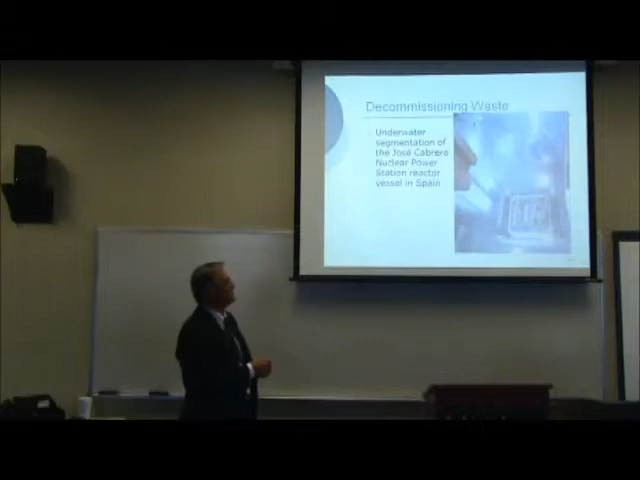 Decommissioning Waste
Underwater
segmentation of
the José Cabrera
Nuclear Power
Station reactor
vessel in Spain